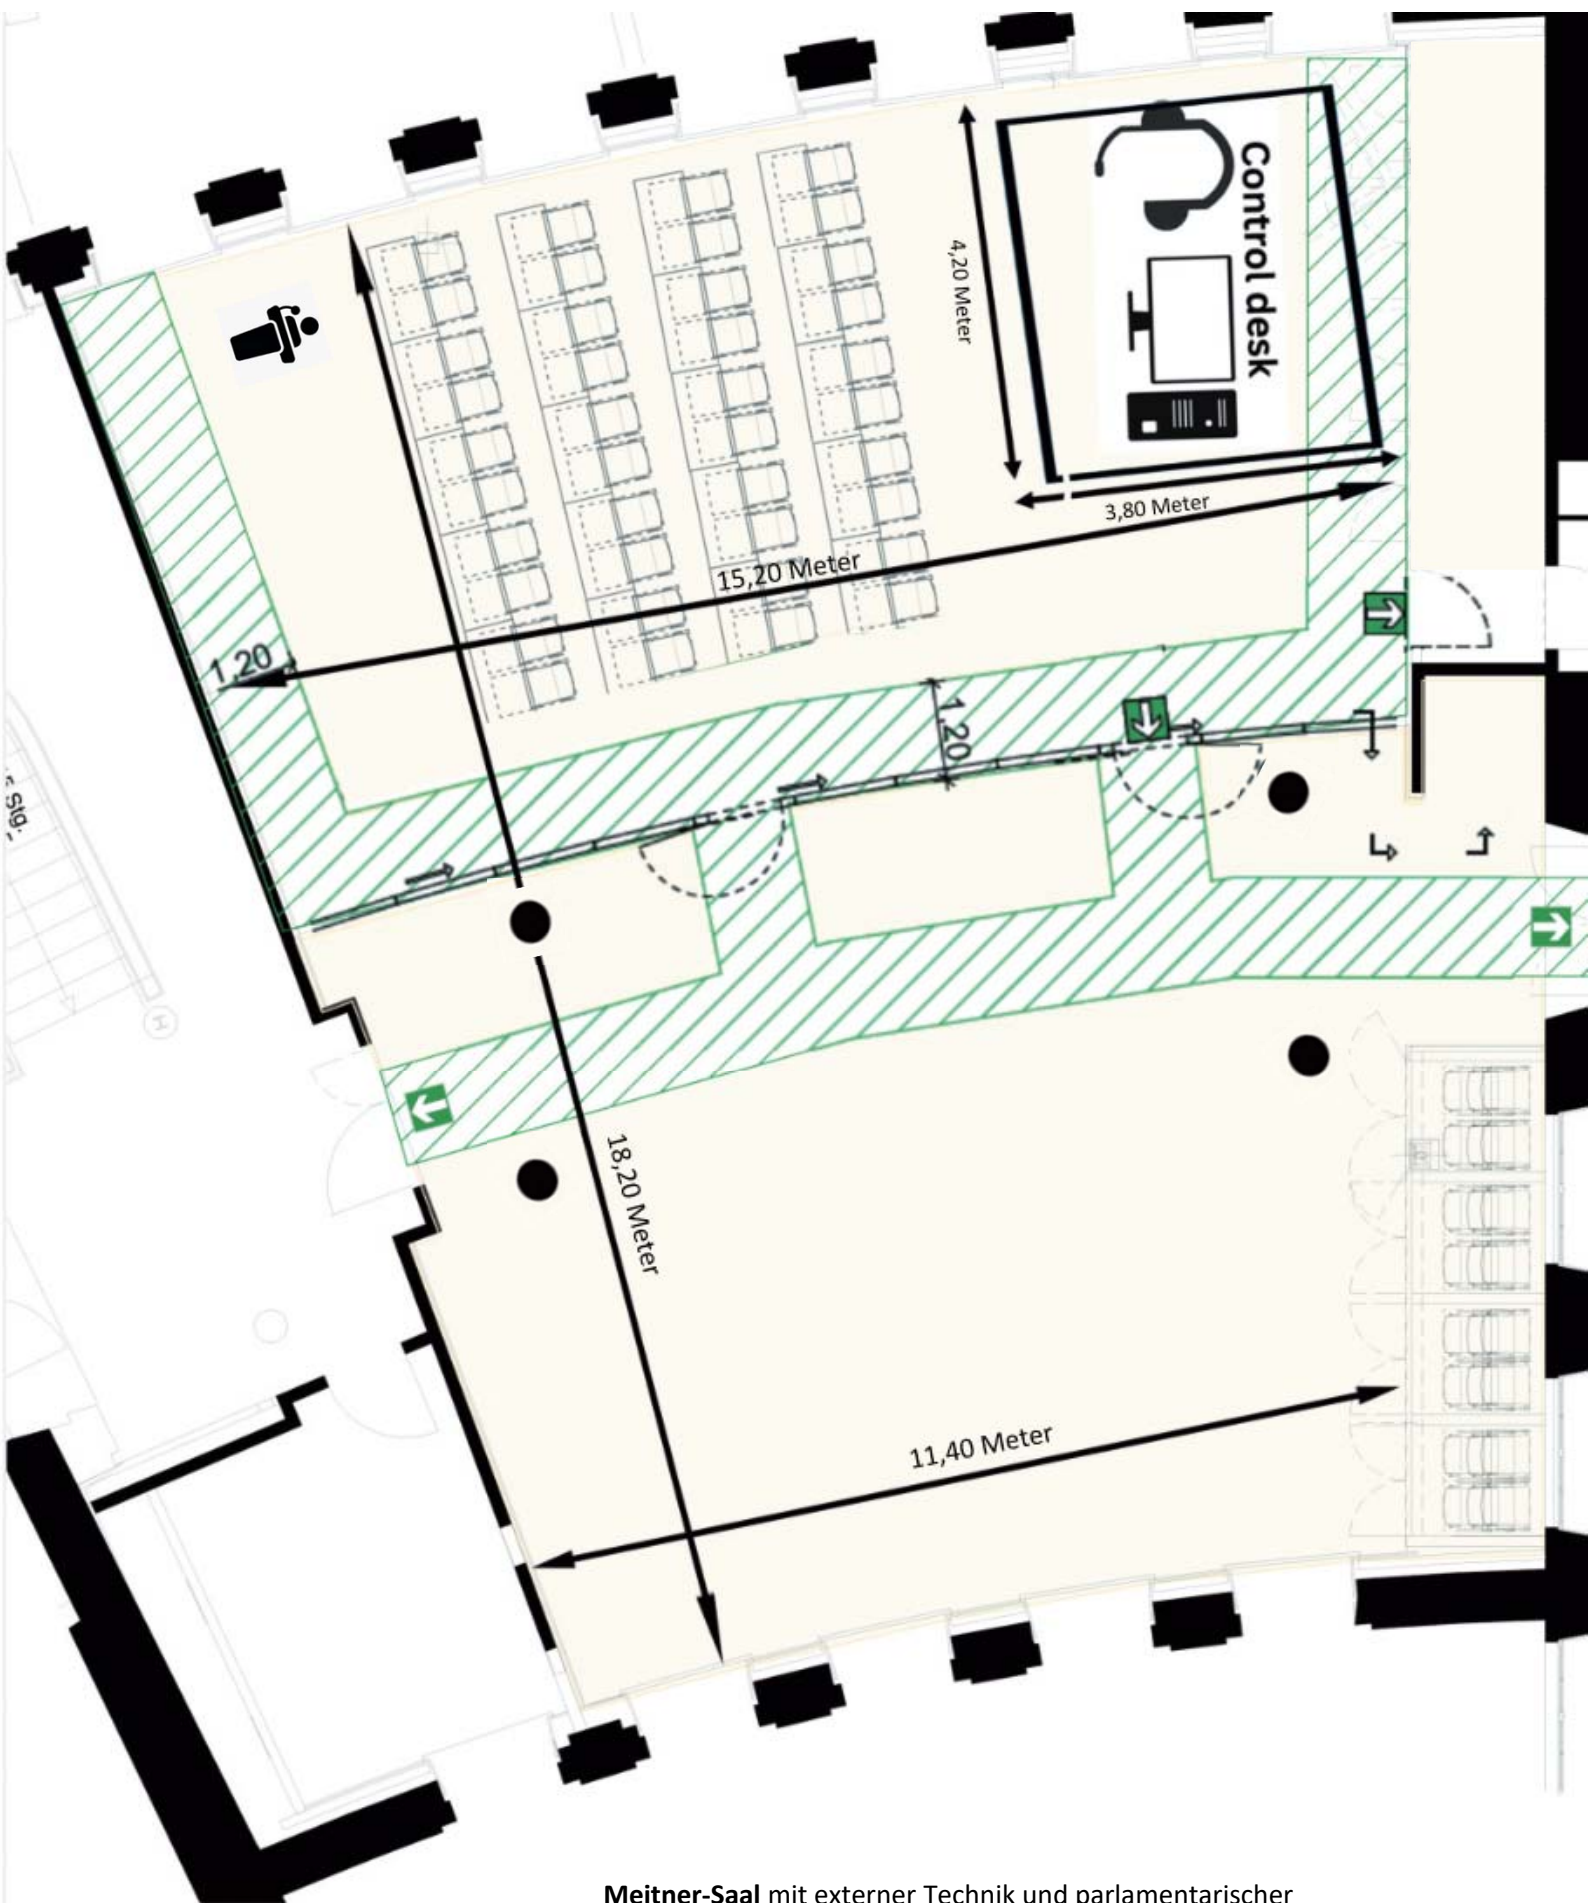 Control desk
4,20 Meter
3,80 Meter
15,20 Meter
1,20
1,20
Stg.
H
18,20 Meter
11,40 Meter
Meitner-Saal mit externer Technik und parlamentarischer